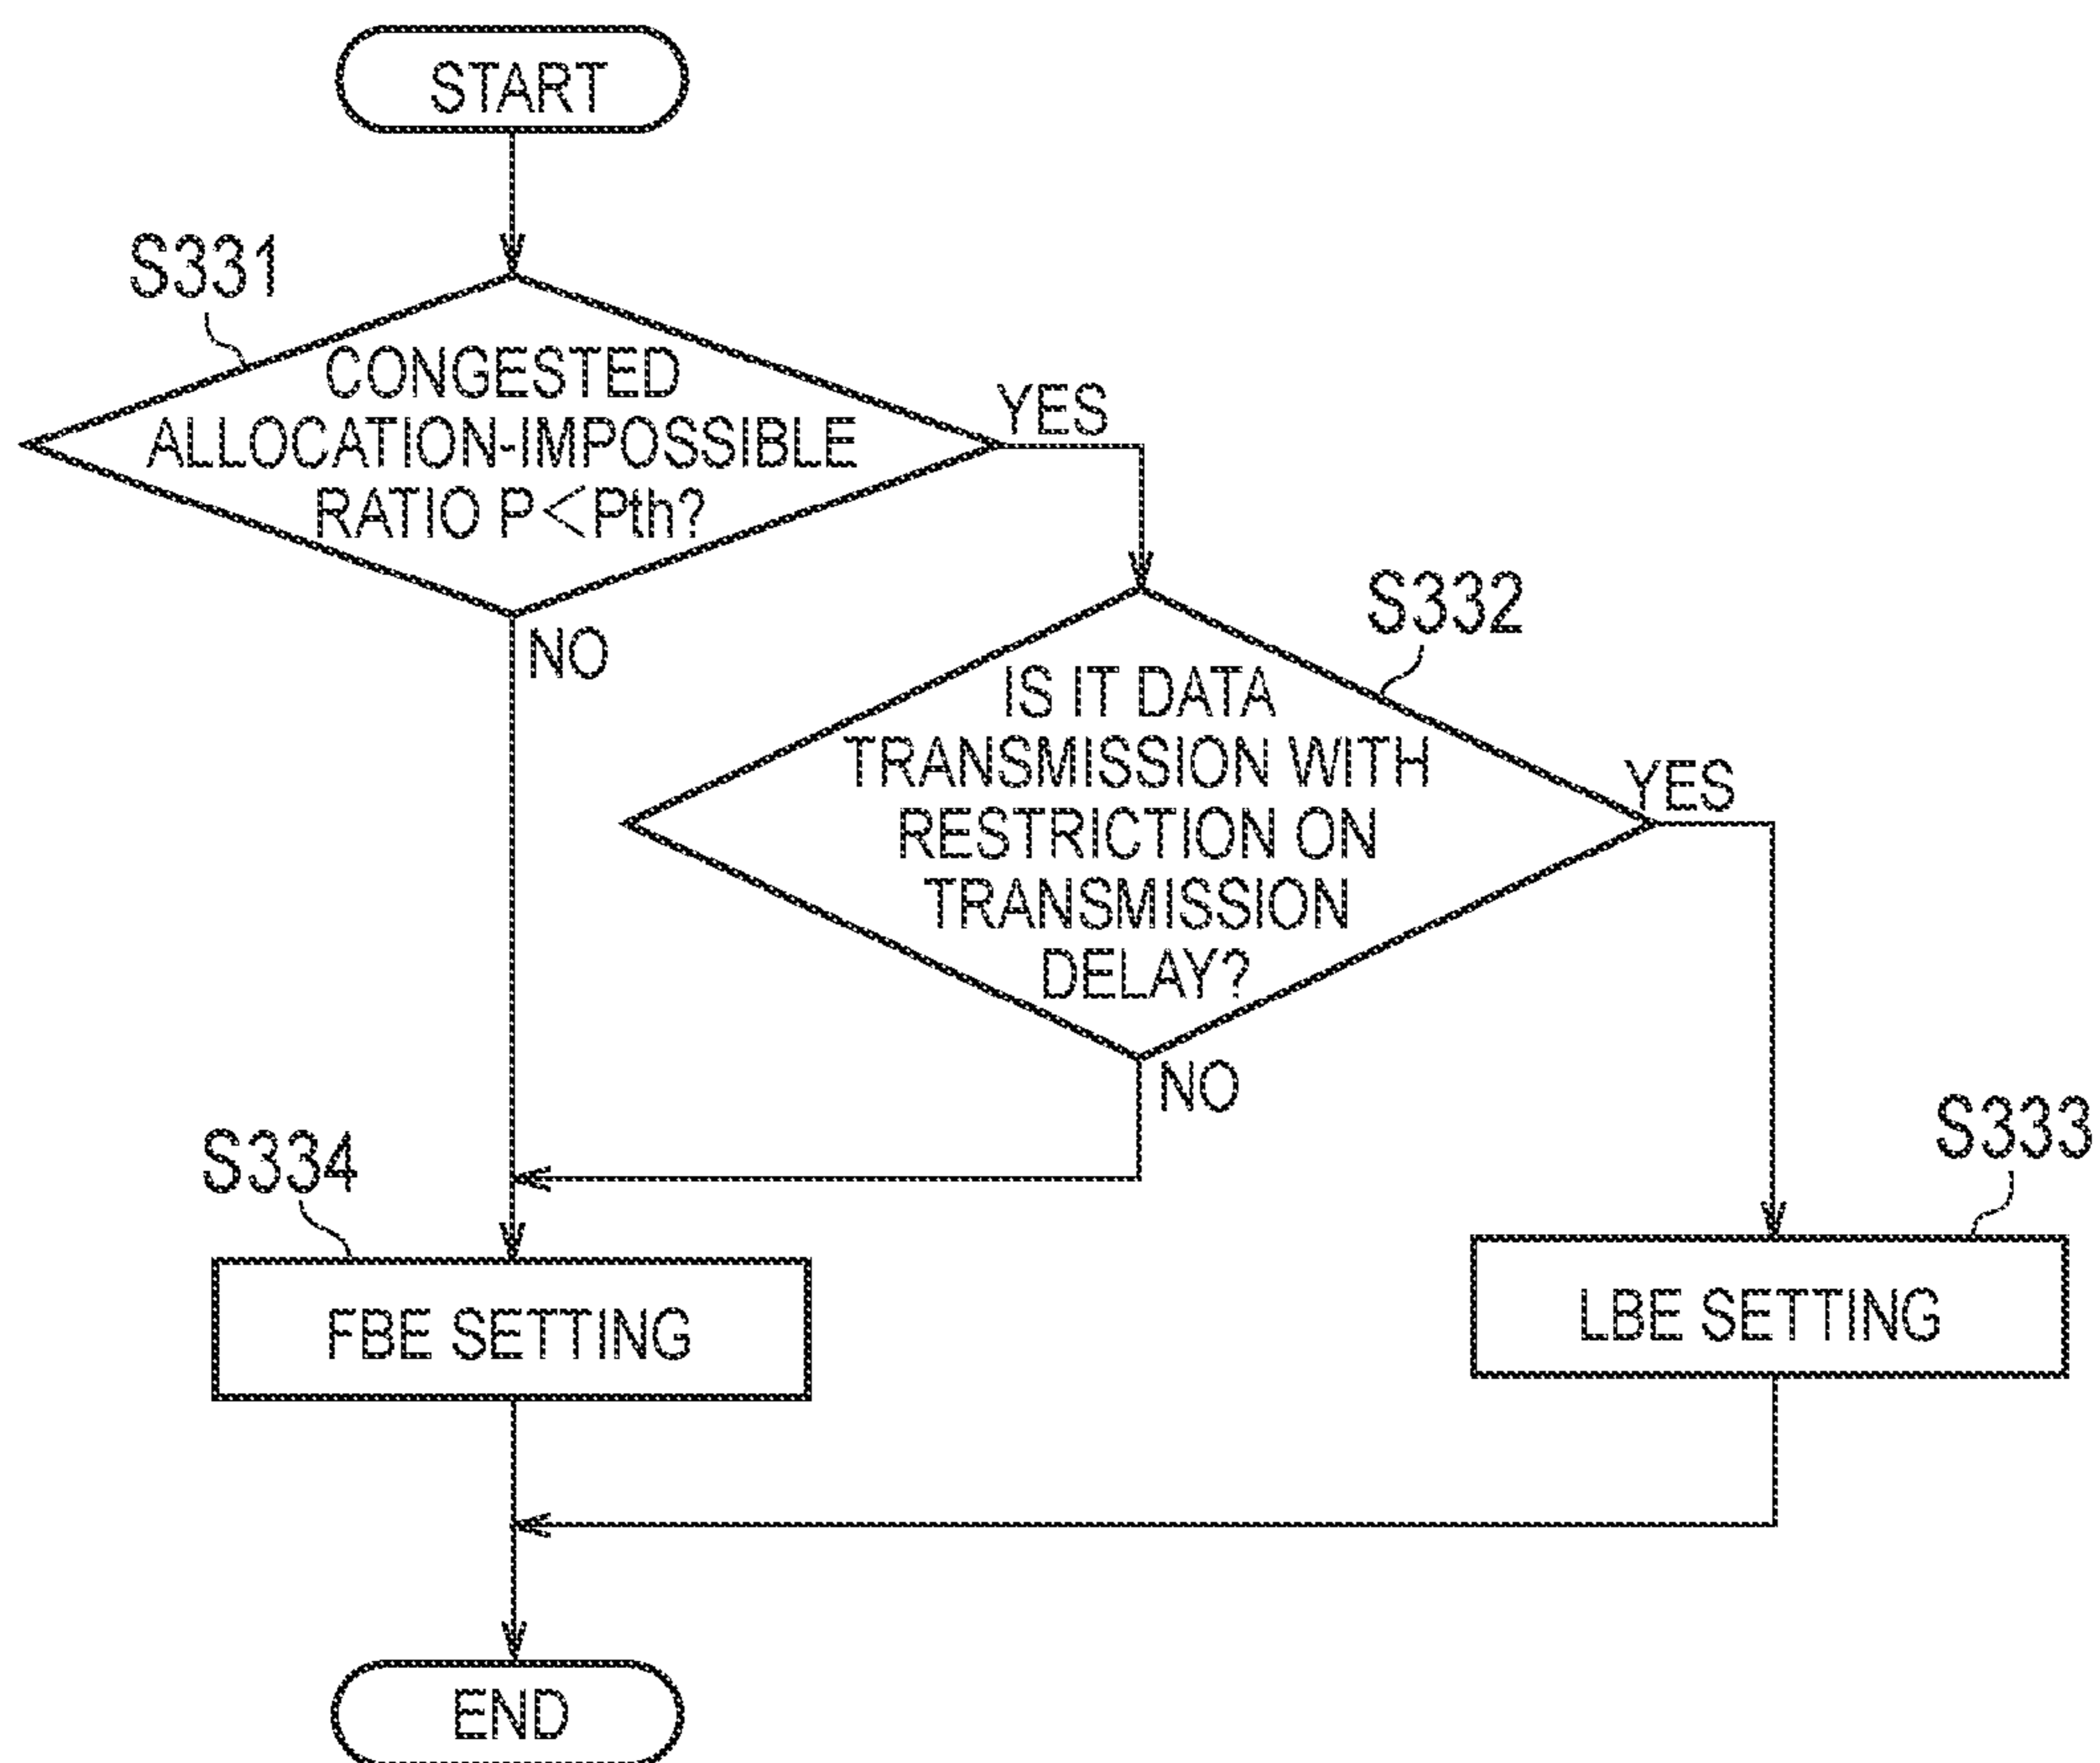 START
S331
CONGESTED
ALLOCATION-IMPOSSIBLE
RATIO P<Pth?
YES
NO
S332
IS IT DATA
TRANSMISSION WITH
RESTRICTION ON
TRANSMISSION
DELAY?
YES
NO
S334
FBE SETTING
S333
LBE SETTING
END